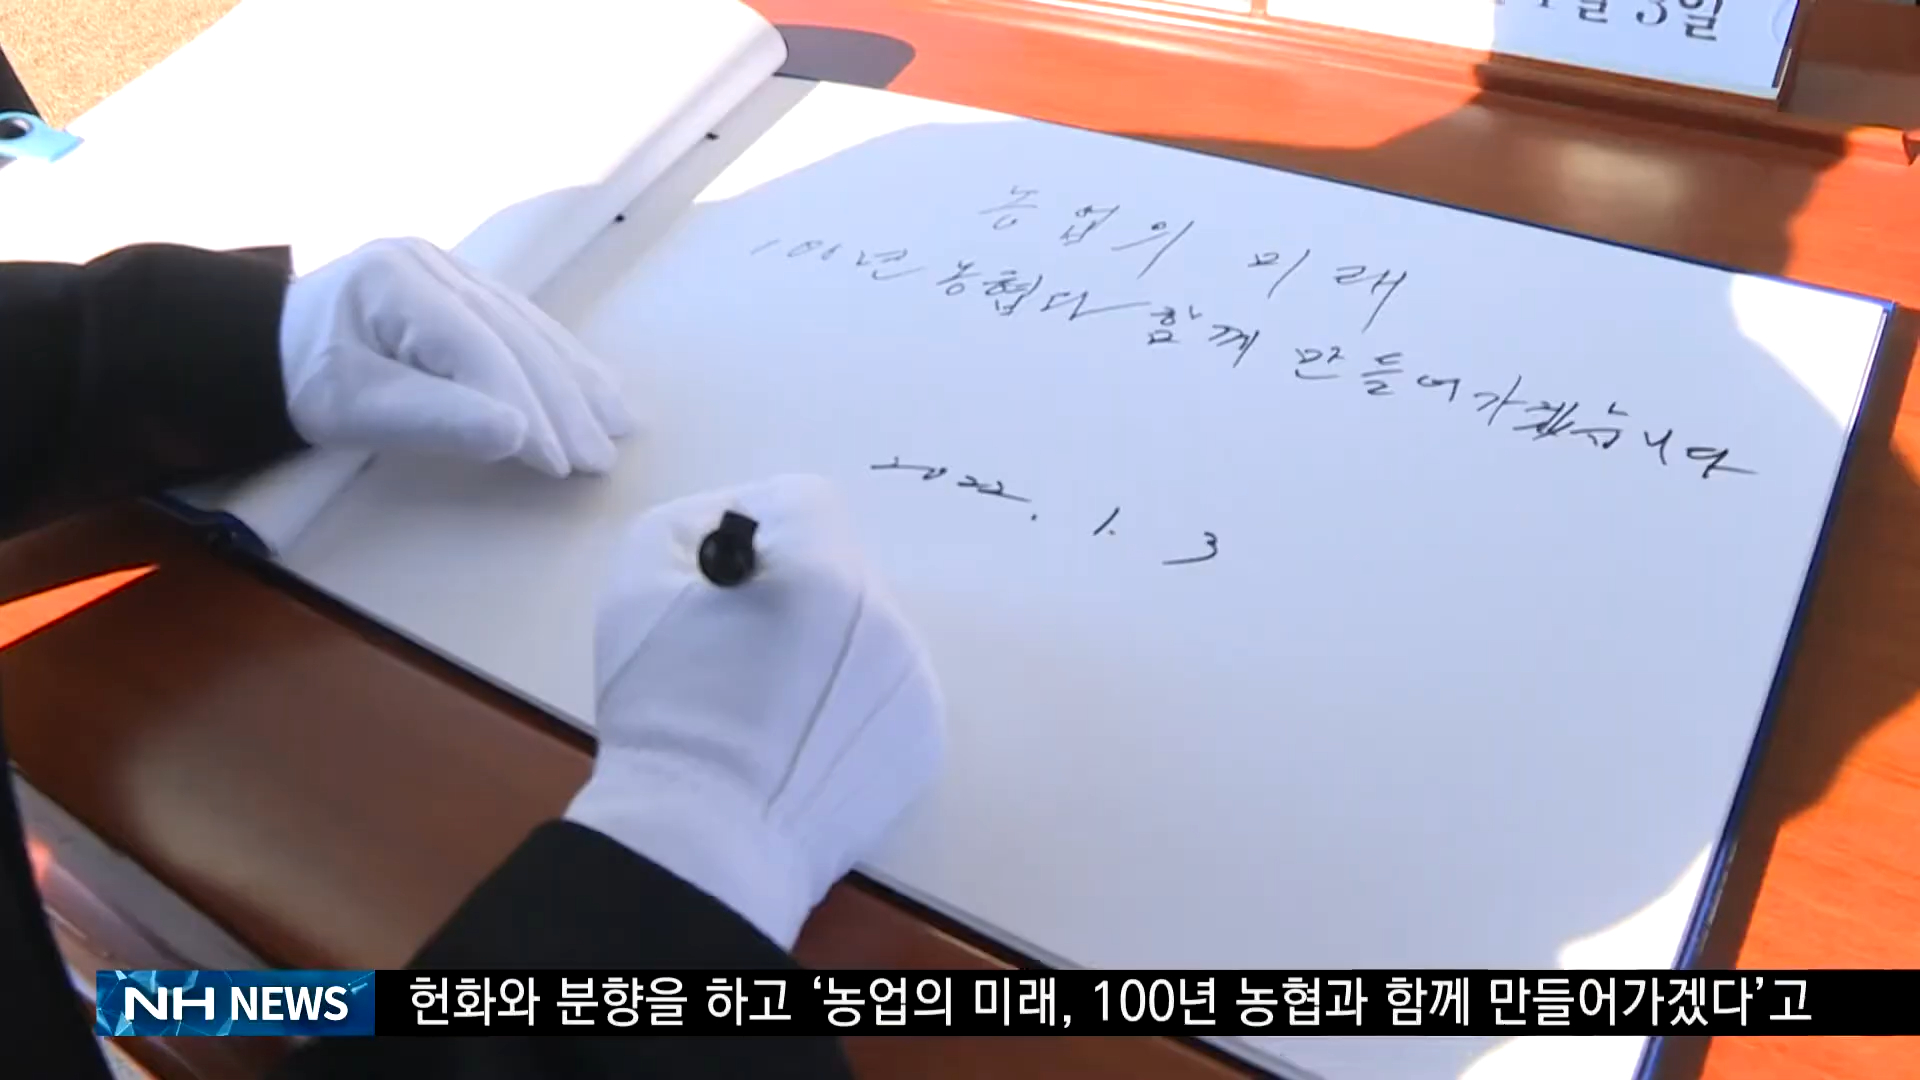 3일
농업의 미래
100년 농협과 함께 만들어가겠습니다
2022. 1. 3
NH NEWS
헌화와 분향을 하고 ‘농업의 미래, 100년 농협과 함께 만들어가겠다’고